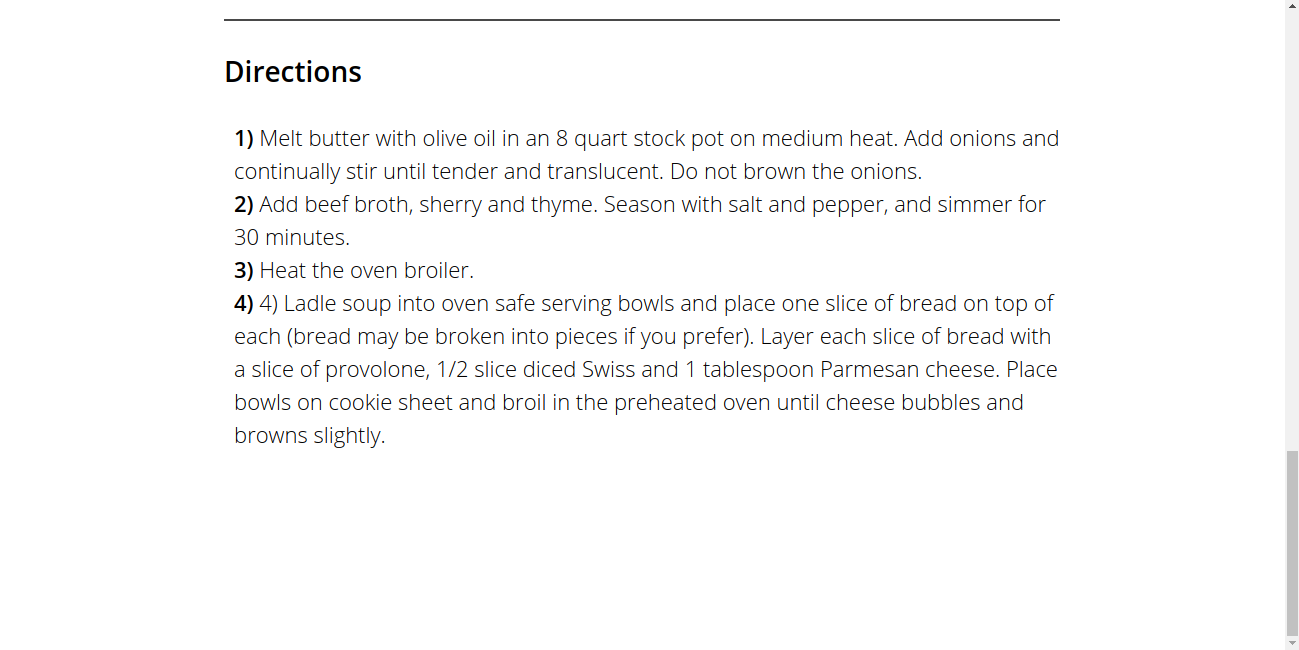 Directions
1) Melt butter with olive oil in an 8 quart stock pot on medium heat. Add onions and
continually stir until tender and translucent. Do not brown the onions.
2) Add beef broth, sherry and thyme. Season with salt and pepper, and simmer for
30 minutes.
3) Heat the oven broiler.
4) 4) Ladle soup into oven safe serving bowls and place one slice of bread on top of
each (bread may be broken into pieces if you prefer). Layer each slice of bread with
a slice of provolone, 1/2 slice diced Swiss and 1 tablespoon Parmesan cheese. Place
bowls on cookie sheet and broil in the preheated oven until cheese bubbles and
browns slightly.